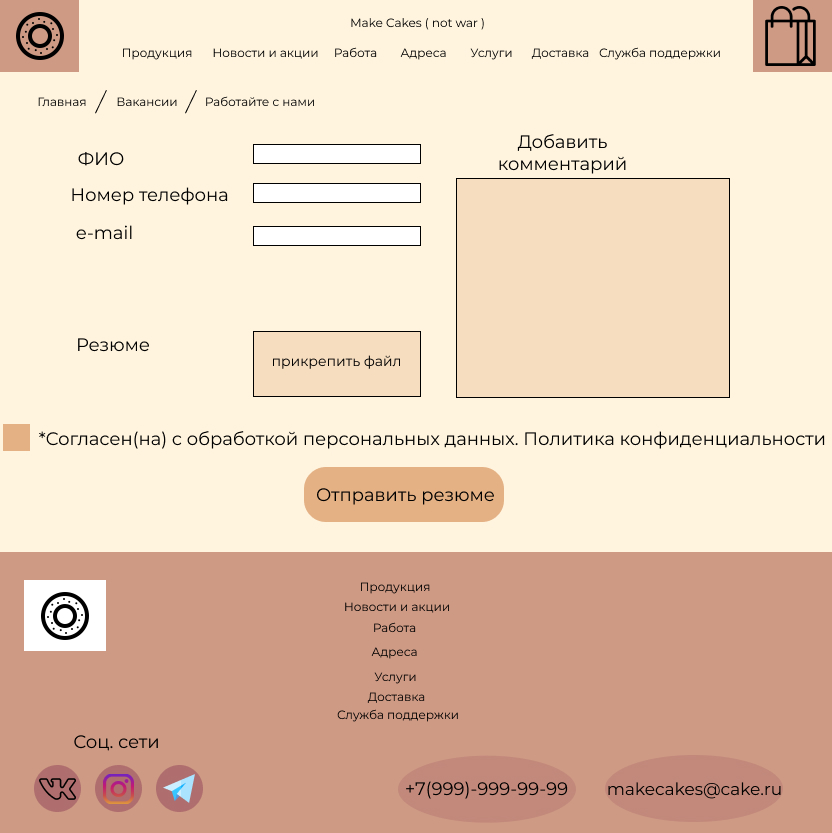 Make Cakes ( not war )
Продукция Новости и акции Работа Адреса Услуги Доставка Служба поддержки
Главная / Вакансии / Работайте с нами
ФИО
Номер телефона
e-mail
Добавить
комментарий
Резюме
прикрепить файл
*Согласен(на) с обработкой персональных данных. Политика конфиденциальности
Отправить резюме
Продукция
Новости и акции
Работа
Адреса
Услуги
Доставка
Служба поддержки
Соц. сети
+7(999)-999-99-99
makecakes@cake.ru